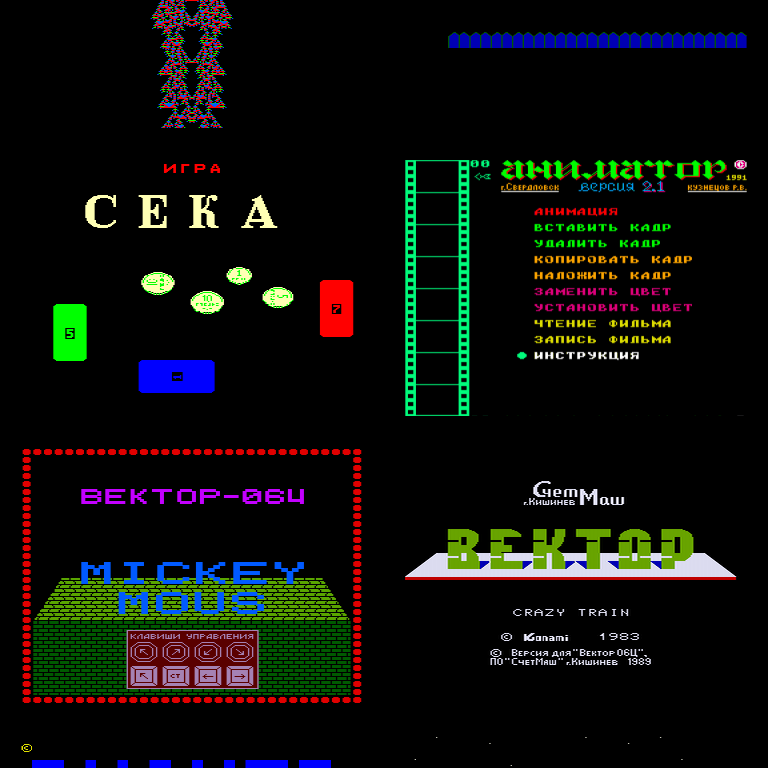 ИГРА
СЕКА
10
5
7
00
аниматор ©
1991
г.Свердловск версия 2.1 кузнецов р.в.
АНИМАЦИЯ
ВСТАВИТЬ КАДР
УДАЛИТЬ КАДР
КОПИРОВАТЬ КАДР
НАЛОЖИТЬ КАДР
ЗАМЕНИТЬ ЦВЕТ
УСТАНОВИТЬ ЦВЕТ
ЧТЕНИЕ ФИЛЬМА
ЗАПИСЬ ФИЛЬМА
ИНСТРУКЦИЯ
ВЕКТОР-06Ц
MICKEY
MOUS
КЛАВИШИ УПРАВЛЕНИЯ
СТ
СчетМаш
г.Кишинев
ВЕКТОР
CRAZY TRAIN
© Konami 1983
© Версия для "Вектор 06Ц",
ПО "СчетМаш" г.Кишинев 1989
©